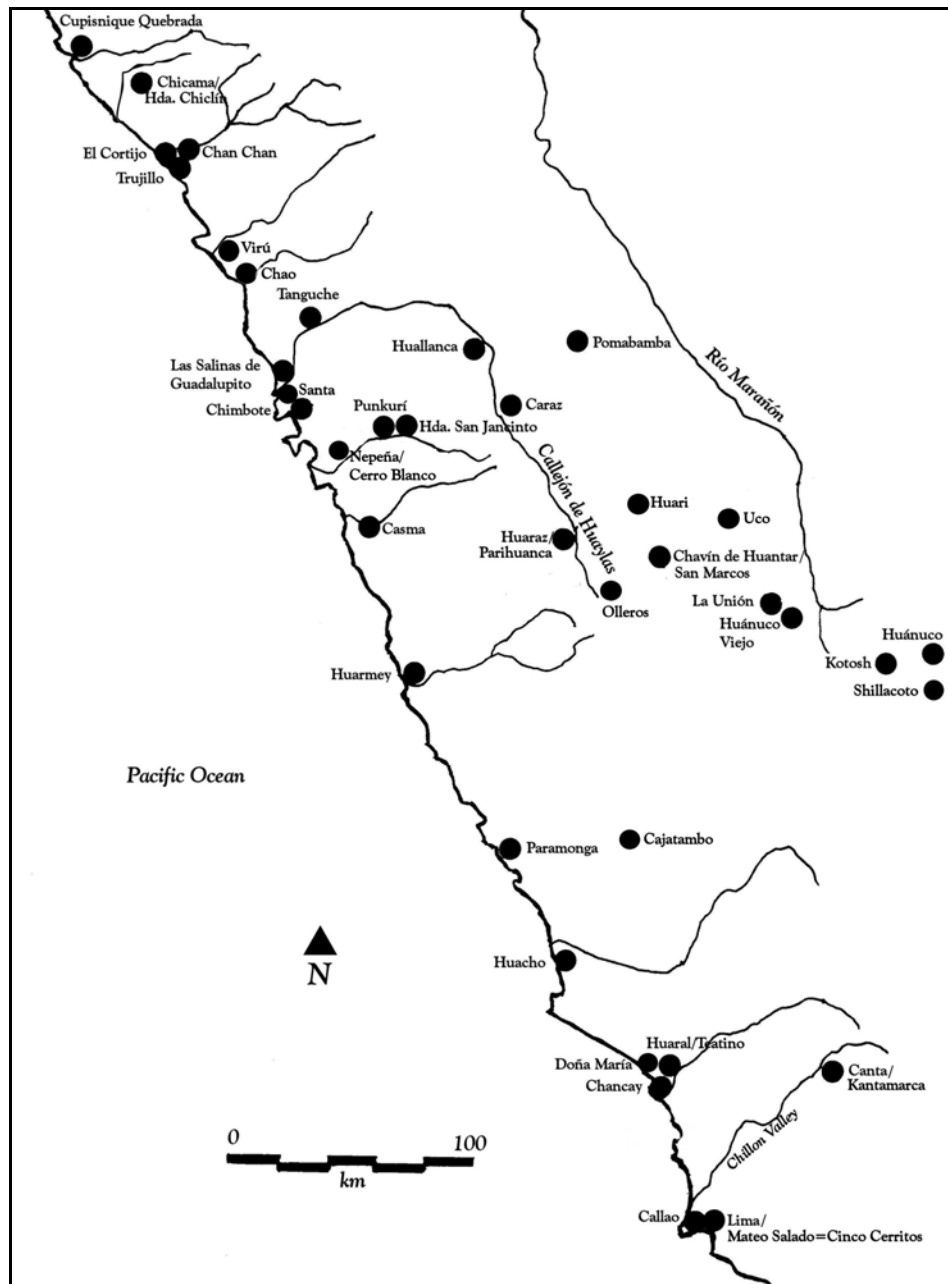 Cupisnique Quebrada
Chicama/
Hda. Chiclín
El Cortijo
Chan Chan
Trujillo
Virú
Chao
Tanguche
Huallanca
Pomabamba
Río Marañón
Las Salinas de
Guadalupito
Santa
Chimbote
Punkurí
Hda. San Jancinto
Caraz
Nepeña/
Cerro Blanco
Callejón de Huaylas
Huari
Uco
Casma
Huaraz/
Parihuanca
Chavín de Huantar/
San Marcos
Olleros
La Unión
Huánuco
Viejo
Huánuco
Kotosh
Shillacoto
Huarmey
Pacific Ocean
Paramonga
Cajatambo
N
Huacho
Huaral/Teatino
Doña María
Chancay
Canta/
Kantamarca
Chillon Valley
0 100
km
Callao
Lima/
Mateo Salado=Cinco Cerritos